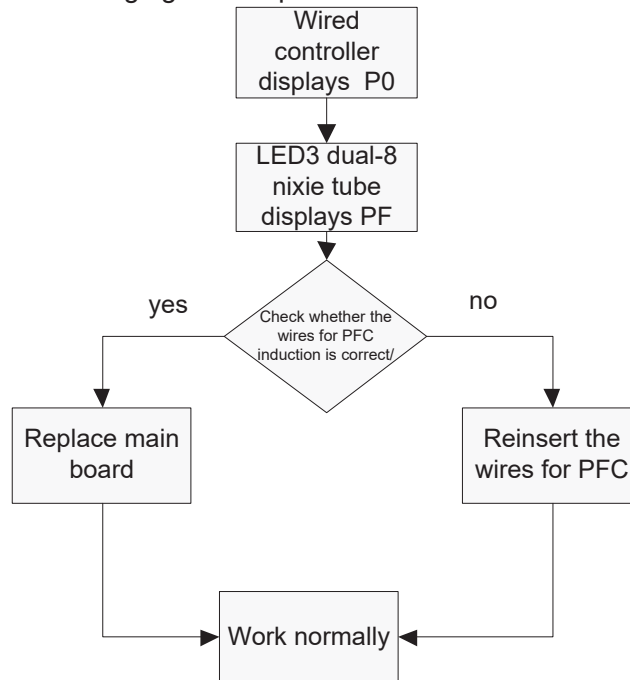 Wired
controller
displays P0
LED3 dual-8
nixie tube
displays PF
Check whether the
wires for PFC
induction is correct/
yes
no
Replace main
board
Reinsert the
wires for PFC
Work normally